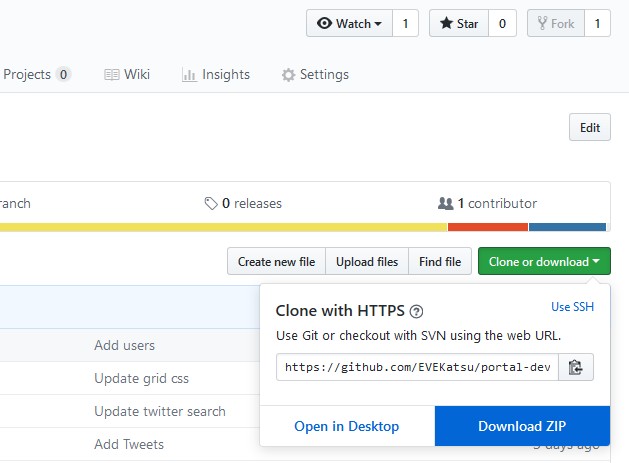 Watch 1 Star 0 Fork 1
Projects 0 Wiki Insights Settings
Edit
ranch 0 releases 1 contributor
Create new file Upload files Find file Clone or download
Clone with HTTPS Use SSH
Use Git or checkout with SVN using the web URL.
https://github.com/EVEKatsu/portal-dev
Add users
Update grid css
Update twitter search
Open in Desktop Download ZIP
Add Tweets 3 days ago